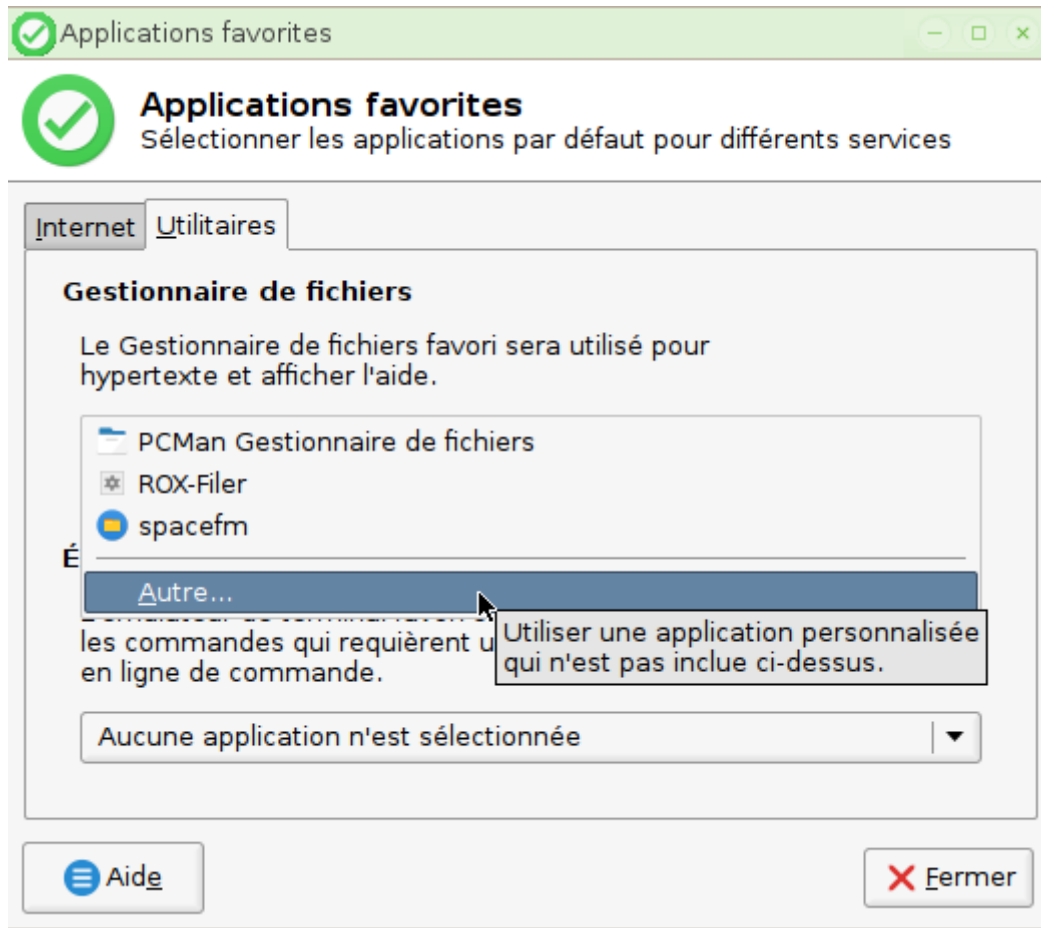 Applications favorites
Applications favorites
Sélectionner les applications par défaut pour différents services
Internet Utilitaires
Gestionnaire de fichiers
Le Gestionnaire de fichiers favori sera utilisé pour
hypertexte et afficher l'aide.
PCMan Gestionnaire de fichiers
ROX-Filer
spacefm
É
Autre...
Utiliser une application personnalisée
qui n'est pas inclue ci-dessus.
les commandes qui requièrent u
en ligne de commande.
Aucune application n'est sélectionnée
Aide
Fermer